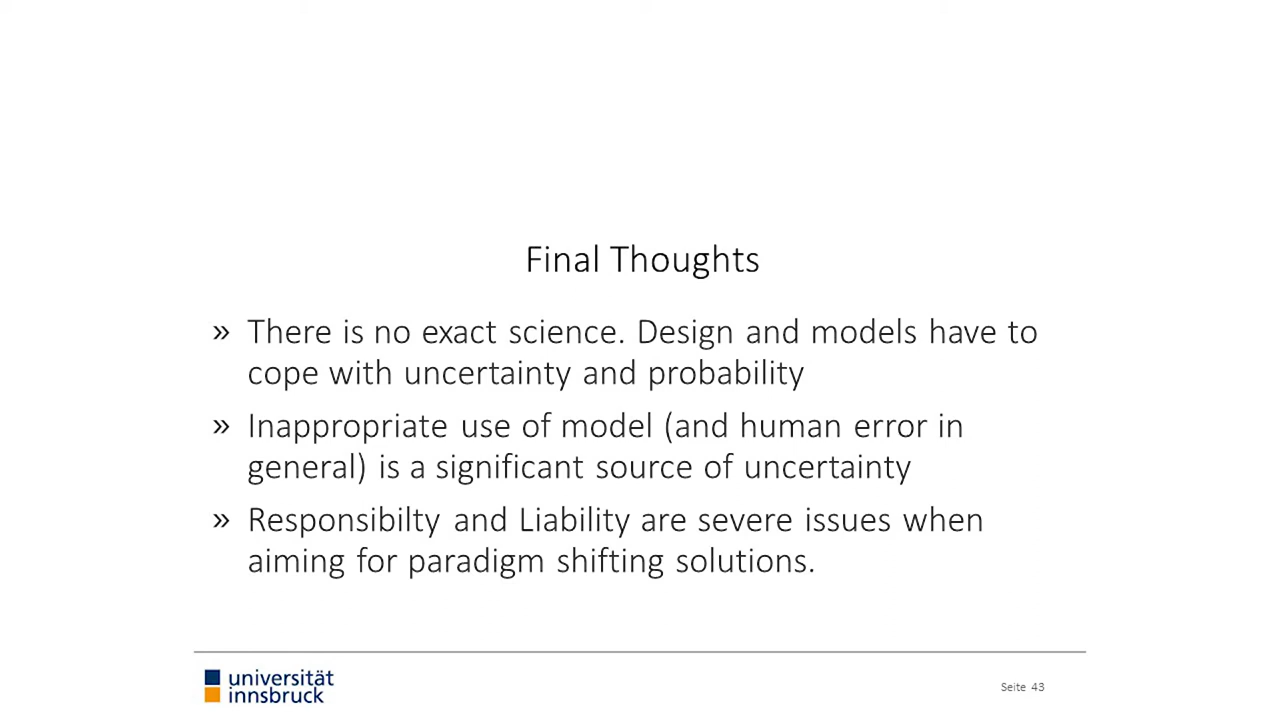 Final Thoughts
» There is no exact science. Design and models have to
cope with uncertainty and probability
» Inappropriate use of model (and human error in
general) is a significant source of uncertainty
» Responsibilty and Liability are severe issues when
aiming for paradigm shifting solutions.
universität
innsbruck
Seite 43